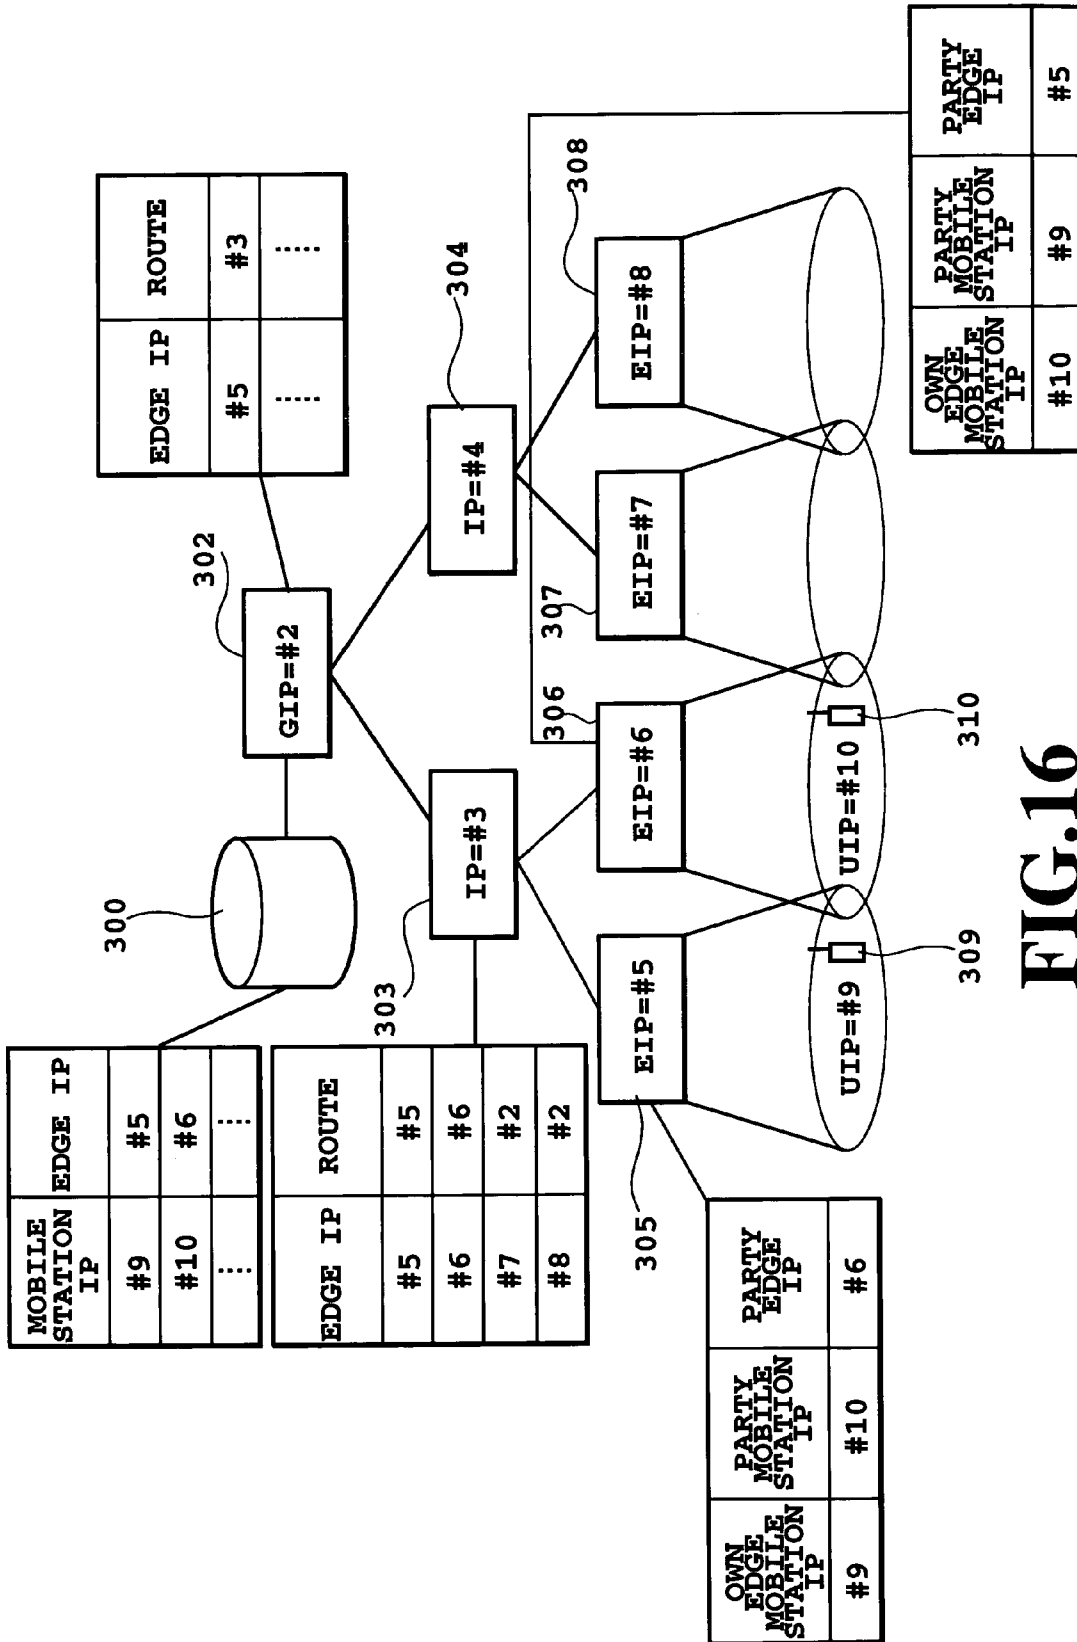 MOBILE
STATION
IP
EDGE IP
#9
#5
#10
#6
......
......
300
GIP=#2
302
EDGE IP
ROUTE
#5
#3
......
......
EDGE IP
ROUTE
#5
#5
#6
#6
#7
#2
#8
#2
303
IP=#3
IP=#4
304
305
EIP=#5
306
EIP=#6
307
EIP=#7
308
EIP=#8
OWN
EDGE
MOBILE
STATION
IP
PARTY
MOBILE
STATION
IP
PARTY
EDGE
IP
#9
#10
#6
UIP=#9
309
UIP=#10
310
OWN
EDGE
MOBILE
STATION
IP
PARTY
MOBILE
STATION
IP
PARTY
EDGE
IP
#10
#9
#5
FIG.16